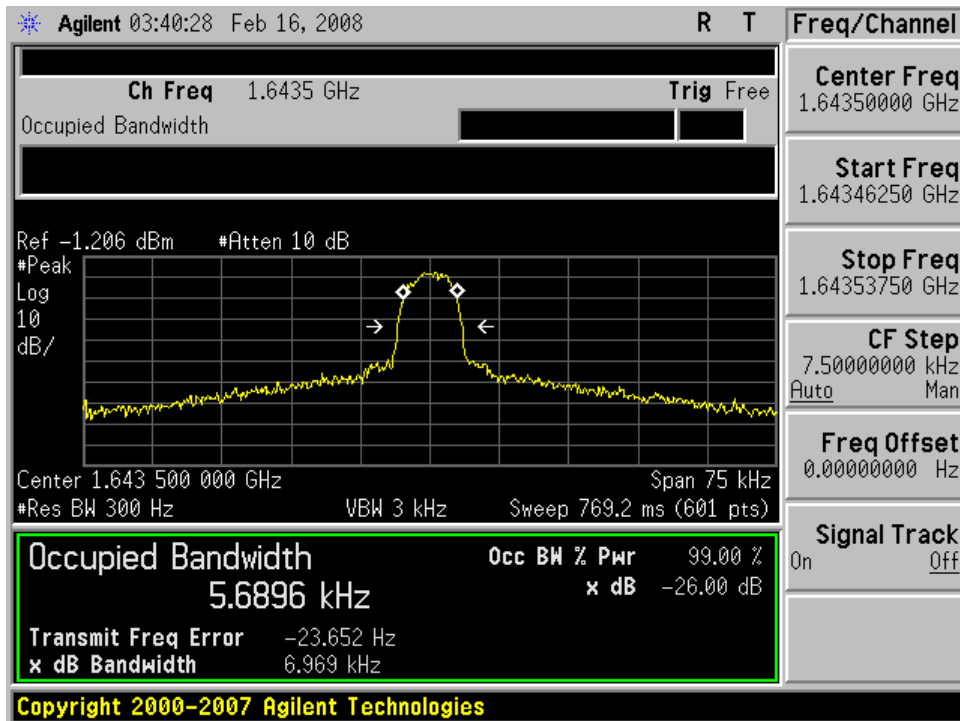 Agilent 03:40:28 Feb 16, 2008 R T
Freq/Channel
Ch Freq 1.6435 GHz Trig Free
Occupied Bandwidth
Center Freq
1.64350000 GHz
Start Freq
1.64346250 GHz
Stop Freq
1.64353750 GHz
CF Step
7.50000000 kHz
Auto Man
Freq Offset
0.00000000 Hz
Signal Track
On Off
Ref -1.206 dBm #Atten 10 dB
#Peak
Log
10
dB/
Center 1.643 500 000 GHz Span 75 kHz
#Res BW 300 Hz VBW 3 kHz Sweep 769.2 ms (601 pts)
Occupied Bandwidth
5.6896 kHz
Occ BW % Pwr 99.00 %
x dB -26.00 dB
Transmit Freq Error -23.652 Hz
x dB Bandwidth 6.969 kHz
Copyright 2000-2007 Agilent Technologies